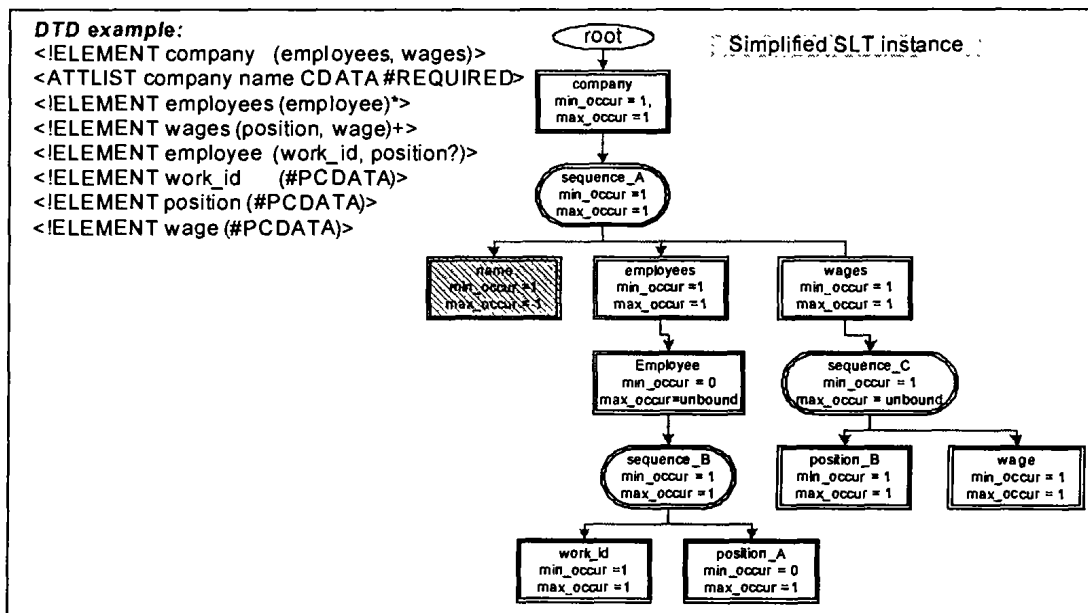 DTD example:
<!ELEMENT company (employees, wages)>
<ATTLIST company name CDATA #REQUIRED>
<!ELEMENT employees (employee)*>
<!ELEMENT wages (position, wage)+>
<!ELEMENT employee (work_id, position?)>
<!ELEMENT work_id (#PCDATA)>
<!ELEMENT position (#PCDATA)>
<!ELEMENT wage (#PCDATA)>
Simplified SLT instance
root
company
min_occur = 1,
max_occur =1
sequence_A
min_occur =1
max_occur =1
name
min_occur =1
max_occur = 1
employees
min_occur =1
max_occur =1
wages
min_occur = 1
max_occur = 1
Employee
min_occur = 0
max_occur=unbound
sequence_C
min_occur = 1
max_occur = unbound
sequence_B
min_occur = 1
max_occur =1
position_B
min_occur = 1
max_occur = 1
wage
min_occur = 1
max_occur = 1
work_id
min_occur =1
max_occur =1
position_A
min_occur = 0
max_occur =1